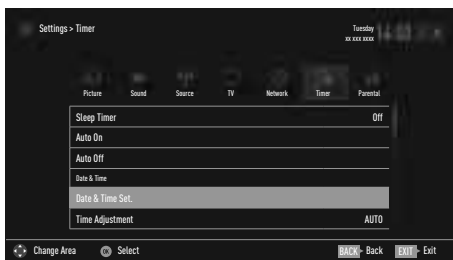 Settings > Timer
Tuesday
xx xxx xxxx
Picture Sound Source TV Network Timer Parental
Sleep Timer Off
Auto On
Auto Off
Date & Time
Date & Time Set.
Time Adjustment AUTO
Change Area OK Select BACK Back EXIT Exit